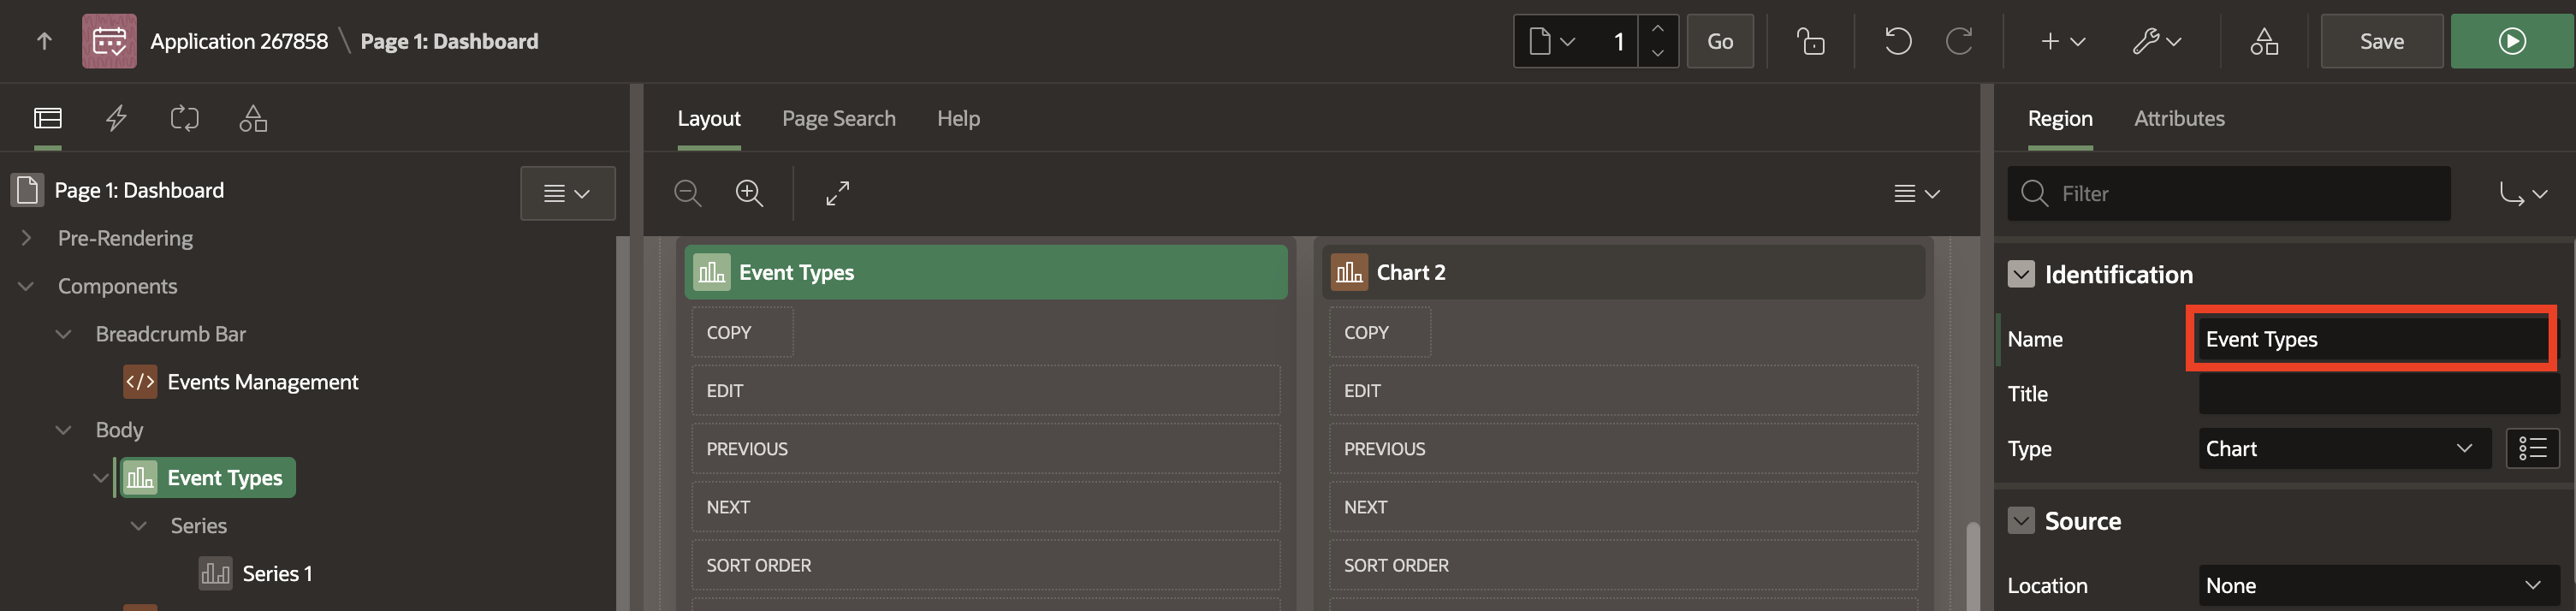 Application 267858 \ Page 1: Dashboard
1
Go
Save
Page 1: Dashboard
Pre-Rendering
Components
Breadcrumb Bar
</> Events Management
Body
Event Types
Series
Series 1
Layout
Page Search
Help
Event Types
COPY
EDIT
PREVIOUS
NEXT
SORT ORDER
Chart 2
COPY
EDIT
PREVIOUS
NEXT
SORT ORDER
Region
Attributes
Filter
Identification
Name
Event Types
Title
Type
Chart
Source
Location
None